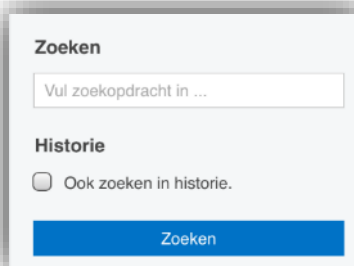 Zoeken
Vul zoekopdracht in ...
Historie
Ook zoeken in historie.
Zoeken